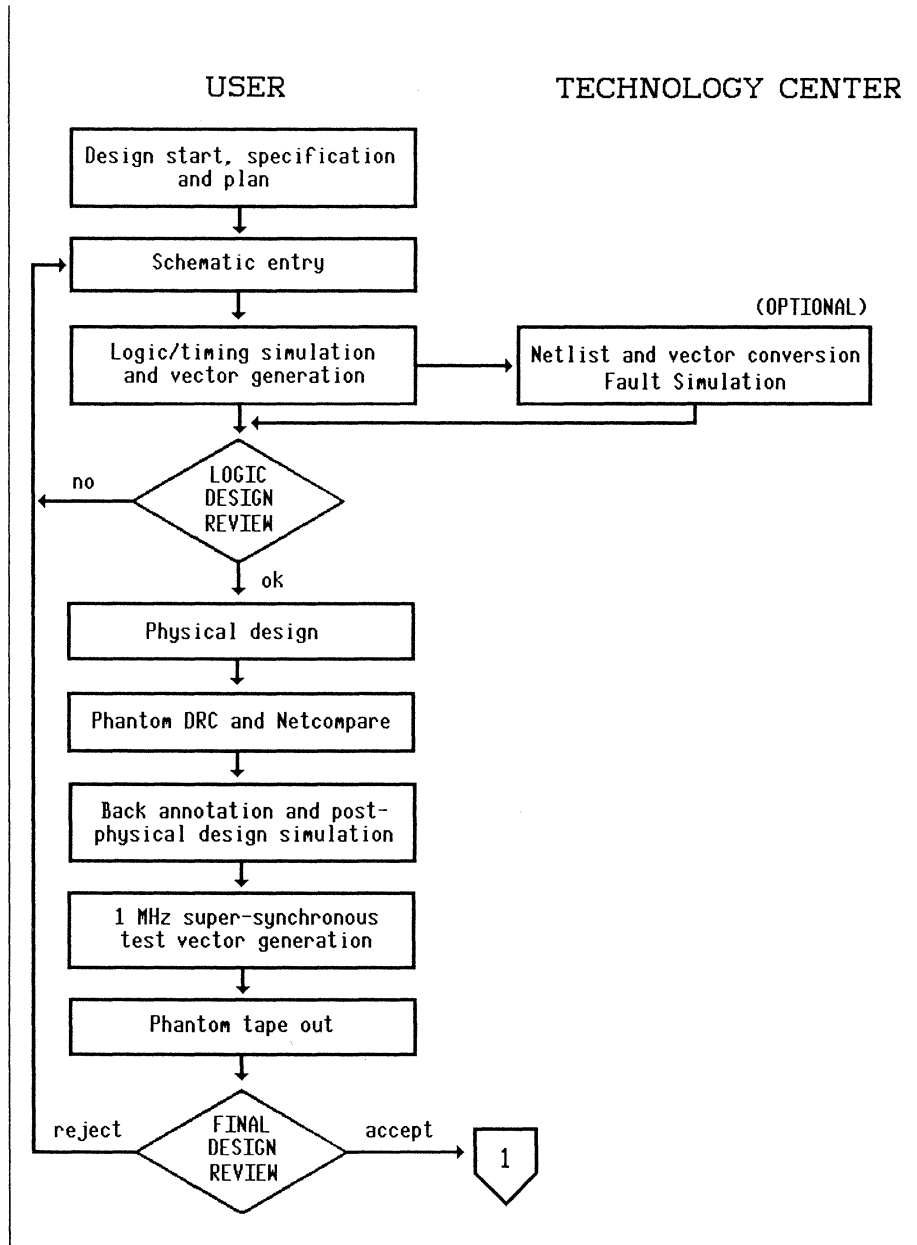 USER
TECHNOLOGY CENTER
Design start, specification
and plan
Schematic entry
(OPTIONAL)
Logic/timing simulation
and vector generation
Netlist and vector conversion
Fault Simulation
no
LOGIC
DESIGN
REVIEW
ok
Physical design
Phantom DRC and Netcompare
Back annotation and post-
physical design simulation
1 MHz super-synchronous
test vector generation
Phantom tape out
reject
FINAL
DESIGN
REVIEW
accept
1